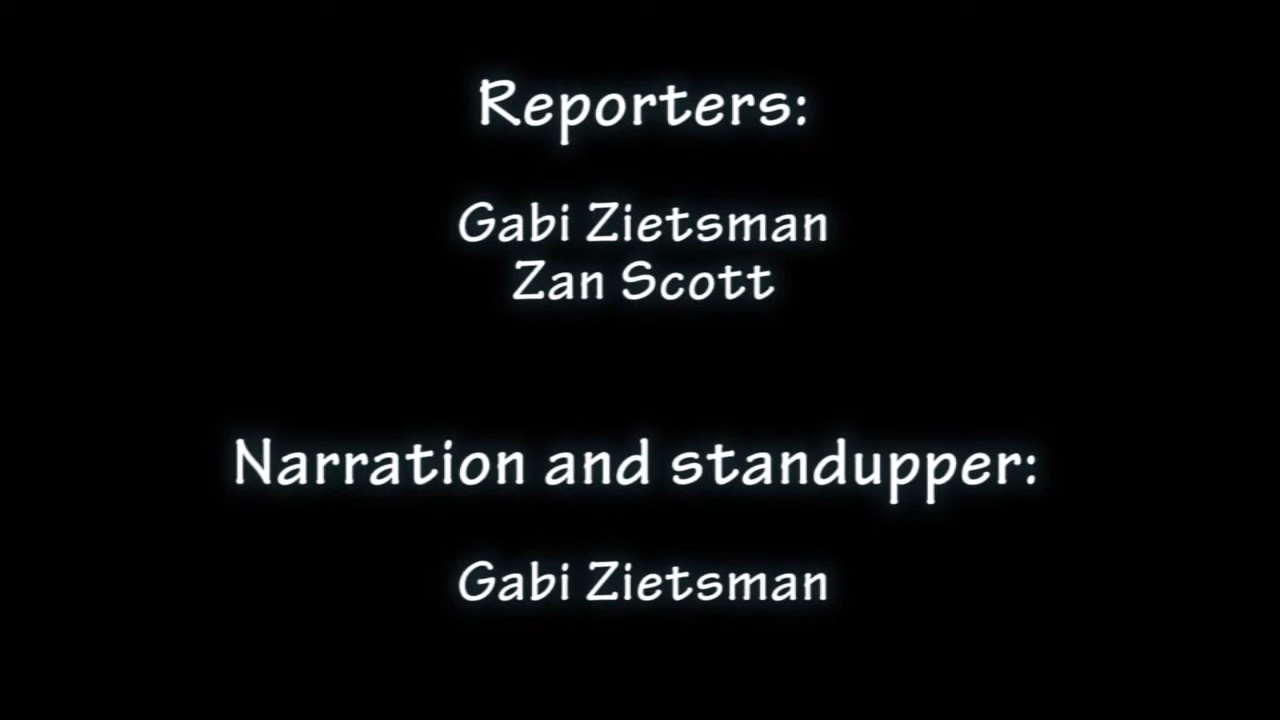 Reporters:
Gabi Zietsman
Zan Scott
Narration and standupper:
Gabi Zietsman